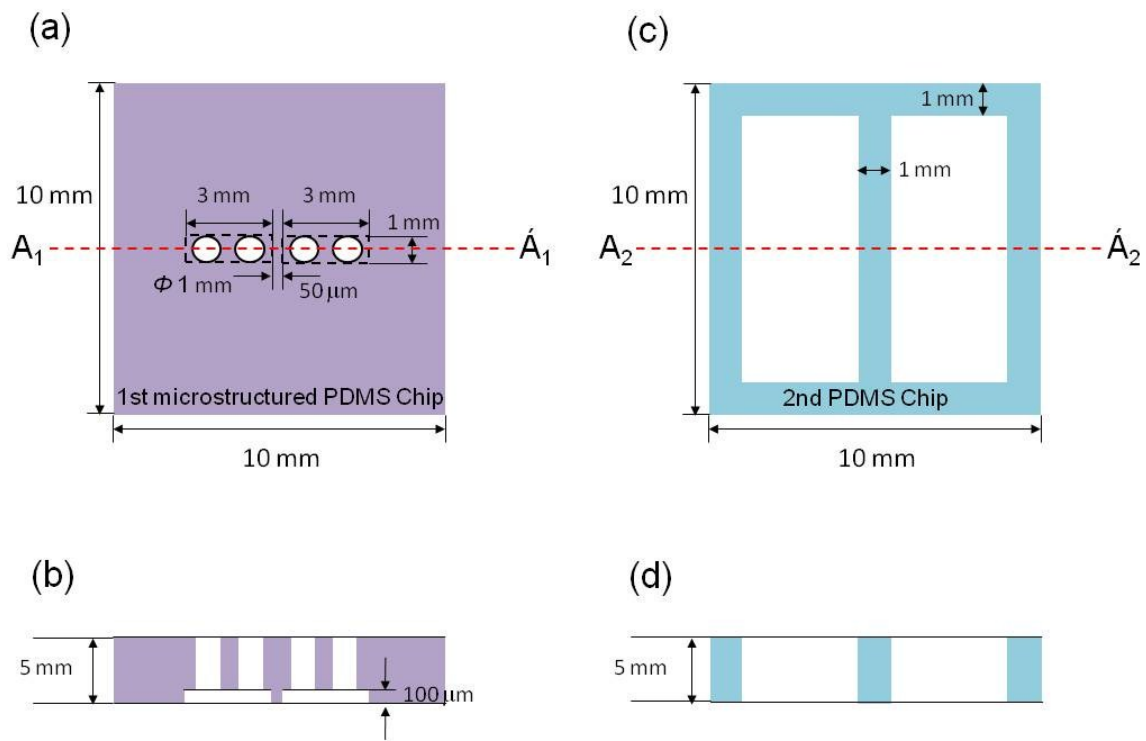 (a)
10 mm
3 mm
3 mm
1 mm
A₁
Á₁
Φ 1 mm
50 μm
1st microstructured PDMS Chip
10 mm
(c)
1 mm
10 mm
1 mm
A₂
Á₂
2nd PDMS Chip
10 mm
(b)
5 mm
100 μm
(d)
5 mm